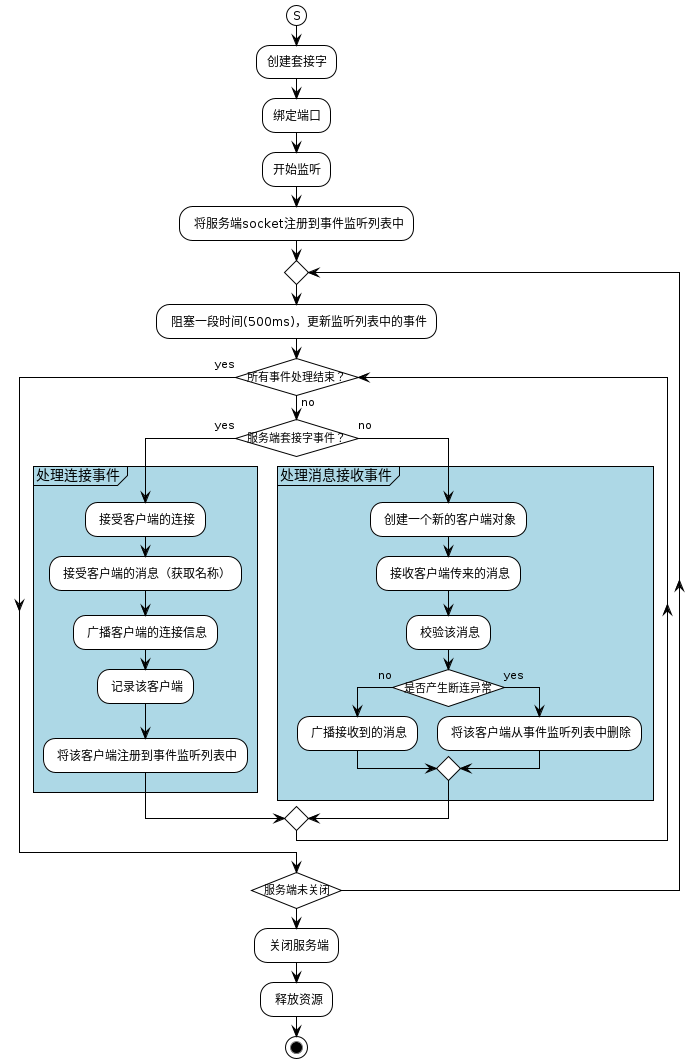 S
创建套接字
绑定端口
开始监听
将服务端socket注册到事件监听列表中
阻塞一段时间(500ms)，更新监听列表中的事件
yes
所有事件处理结束？
no
yes
服务端套接字事件？
no
处理连接事件
接受客户端的连接
接受客户端的消息（获取名称）
广播客户端的连接信息
记录该客户端
将该客户端注册到事件监听列表中
处理消息接收事件
创建一个新的客户端对象
接收客户端传来的消息
校验该消息
no
是否产生断连异常
yes
广播接收到的消息
将该客户端从事件监听列表中删除
服务端未关闭
关闭服务端
释放资源